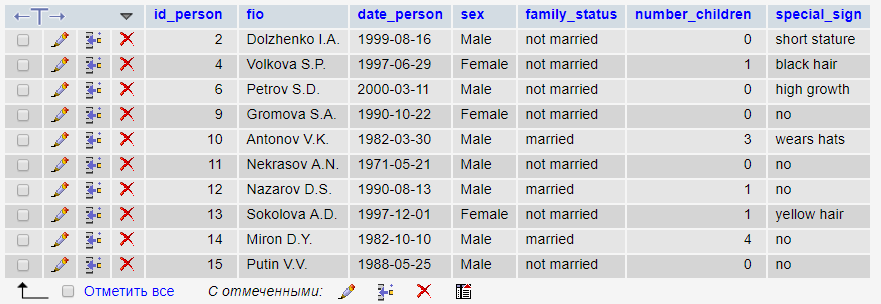 id_person fio date_person sex family_status number_children special_sign
2 Dolzhenko I.A. 1999-08-16 Male not married 0 short stature
4 Volkova S.P. 1997-06-29 Female not married 1 black hair
6 Petrov S.D. 2000-03-11 Male not married 0 high growth
9 Gromova S.A. 1990-10-22 Female not married 0 no
10 Antonov V.K. 1982-03-30 Male married 3 wears hats
11 Nekrasov A.N. 1971-05-21 Male not married 0 no
12 Nazarov D.S. 1990-08-13 Male married 1 no
13 Sokolova A.D. 1997-12-01 Female not married 1 yellow hair
14 Miron D.Y. 1982-10-10 Male married 4 no
15 Putin V.V. 1988-05-25 Male not married 0 no
Отметить все С отмеченными: